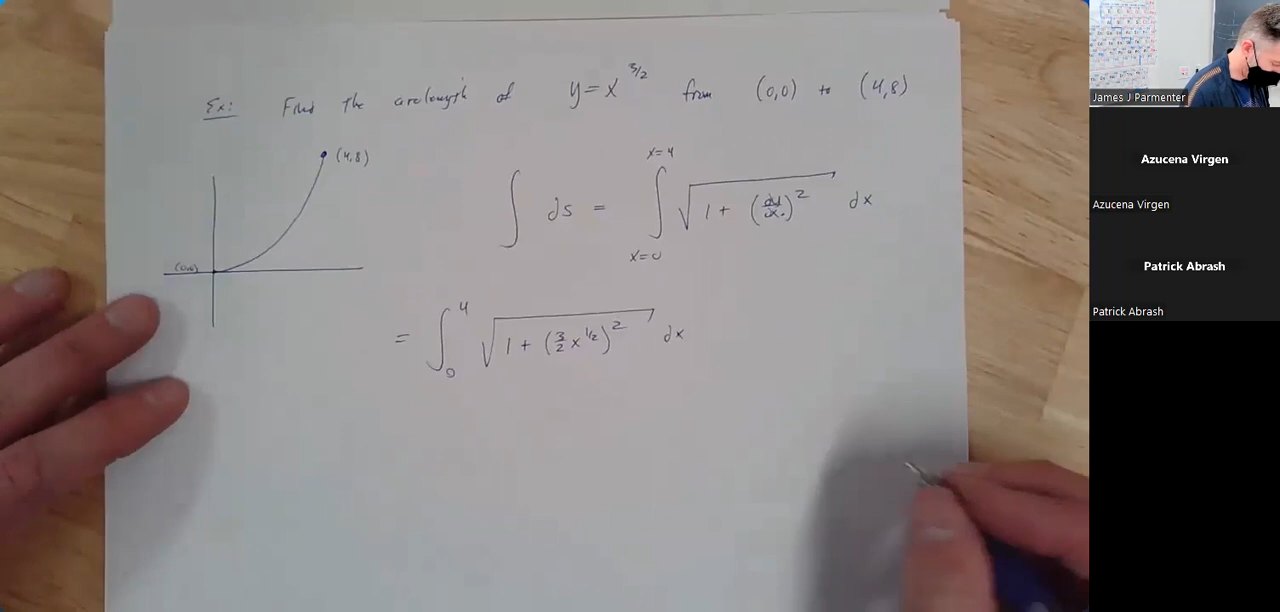 Ex: Find the arclength of y = x^{3/2} from (0,0) to (4,8)
(4,8)
(0,0)
∫ ds = ∫_{x=0}^{x=4} √(1 + (dy/dx)^2) dx
= ∫_0^4 √(1 + (3/2 x^{1/2})^2) dx
James J Parmenter
Azucena Virgen
Azucena Virgen
Patrick Abrash
Patrick Abrash